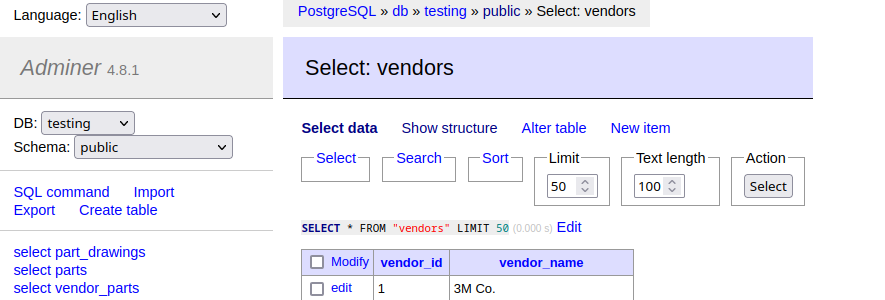 Language: English
PostgreSQL » db » testing » public » Select: vendors
Adminer 4.8.1
Select: vendors
DB: testing
Schema: public
Select data Show structure Alter table New item
Select Search Sort Limit Text length Action
50 100 Select
SQL command Import
Export Create table
SELECT * FROM "vendors" LIMIT 50 (0.000 s) Edit
select part_drawings
select parts
select vendor_parts
Modify vendor_id vendor_name
edit 1 3M Co.